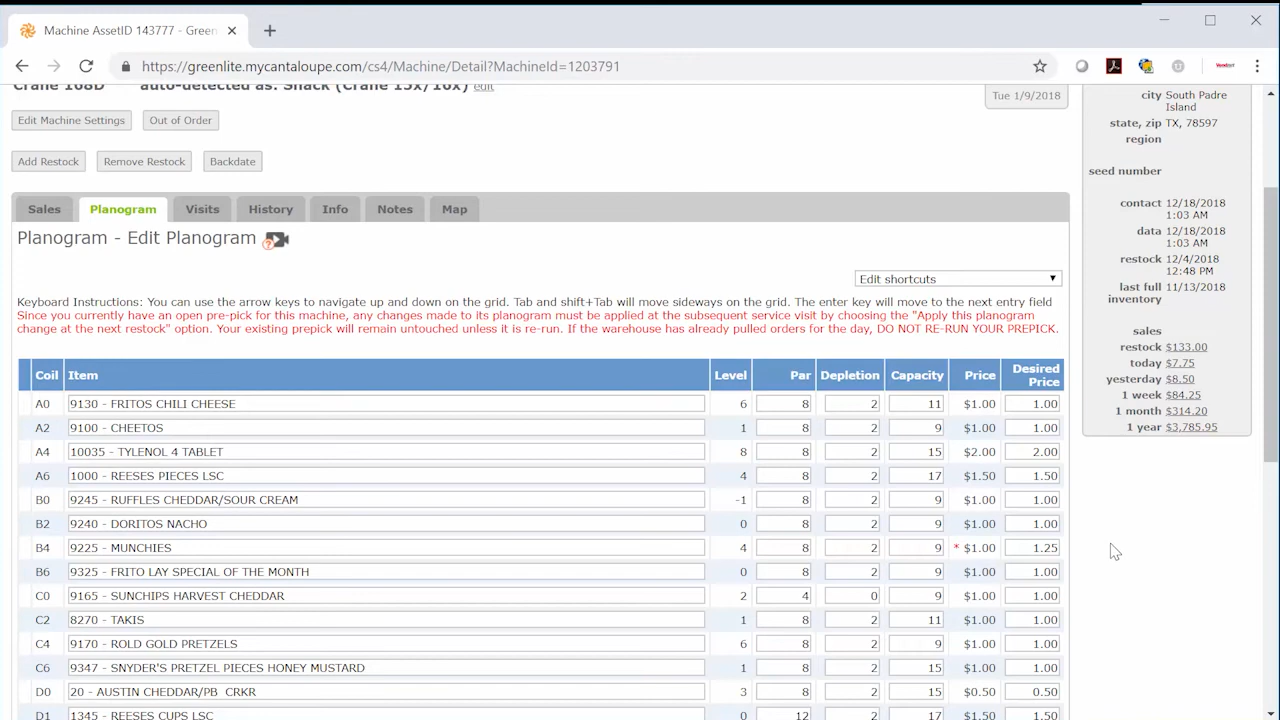 Machine AssetID 143777 - Green
https://greenlite.mycantaloupe.com/cs4/Machine/Detail?MachineId=1203791
Crane 168D auto-detected as: Snack (Crane 15x/16x) edit
Tue 1/9/2018
Edit Machine Settings Out of Order
Add Restock Remove Restock Backdate
city South Padre Island
state, zip TX, 78597
region
seed number
contact 12/18/2018 1:03 AM
data 12/18/2018 1:03 AM
restock 12/4/2018 12:48 PM
last full inventory 11/13/2018
sales
restock $133.00
today $7.75
yesterday $8.50
1 week $84.25
1 month $314.20
1 year $3,785.95
Sales Planogram Visits History Info Notes Map
Planogram - Edit Planogram
Edit shortcuts
Keyboard Instructions: You can use the arrow keys to navigate up and down on the grid. Tab and shift+Tab will move sideways on the grid. The enter key will move to the next entry field
Since you currently have an open pre-pick for this machine, any changes made to its planogram must be applied at the subsequent service visit by choosing the "Apply this planogram
change at the next restock" option. Your existing prepick will remain untouched unless it is re-run. If the warehouse has already pulled orders for the day, DO NOT RE-RUN YOUR PREPICK.
Coil Item Level Par Depletion Capacity Price Desired Price
A0 9130 - FRITOS CHILI CHEESE 6 8 2 11 $1.00 1.00
A2 9100 - CHEETOS 1 8 2 9 $1.00 1.00
A4 10035 - TYLENOL 4 TABLET 8 8 2 15 $2.00 2.00
A6 1000 - REESES PIECES LSC 4 8 2 17 $1.50 1.50
B0 9245 - RUFFLES CHEDDAR/SOUR CREAM -1 8 2 9 $1.00 1.00
B2 9240 - DORITOS NACHO 0 8 2 9 $1.00 1.00
B4 9225 - MUNCHIES 4 8 2 9 * $1.00 1.25
B6 9325 - FRITO LAY SPECIAL OF THE MONTH 0 8 2 9 $1.00 1.00
C0 9165 - SUNCHIPS HARVEST CHEDDAR 2 4 0 9 $1.00 1.00
C2 8270 - TAKIS 1 8 2 11 $1.00 1.00
C4 9170 - ROLD GOLD PRETZELS 6 8 2 9 $1.00 1.00
C6 9347 - SNYDER'S PRETZEL PIECES HONEY MUSTARD 1 8 2 15 $1.00 1.00
D0 20 - AUSTIN CHEDDAR/PB CRKR 3 8 2 15 $0.50 0.50
D1 1345 - REESES CUPS LSC 0 12 2 17 $1.50 1.50